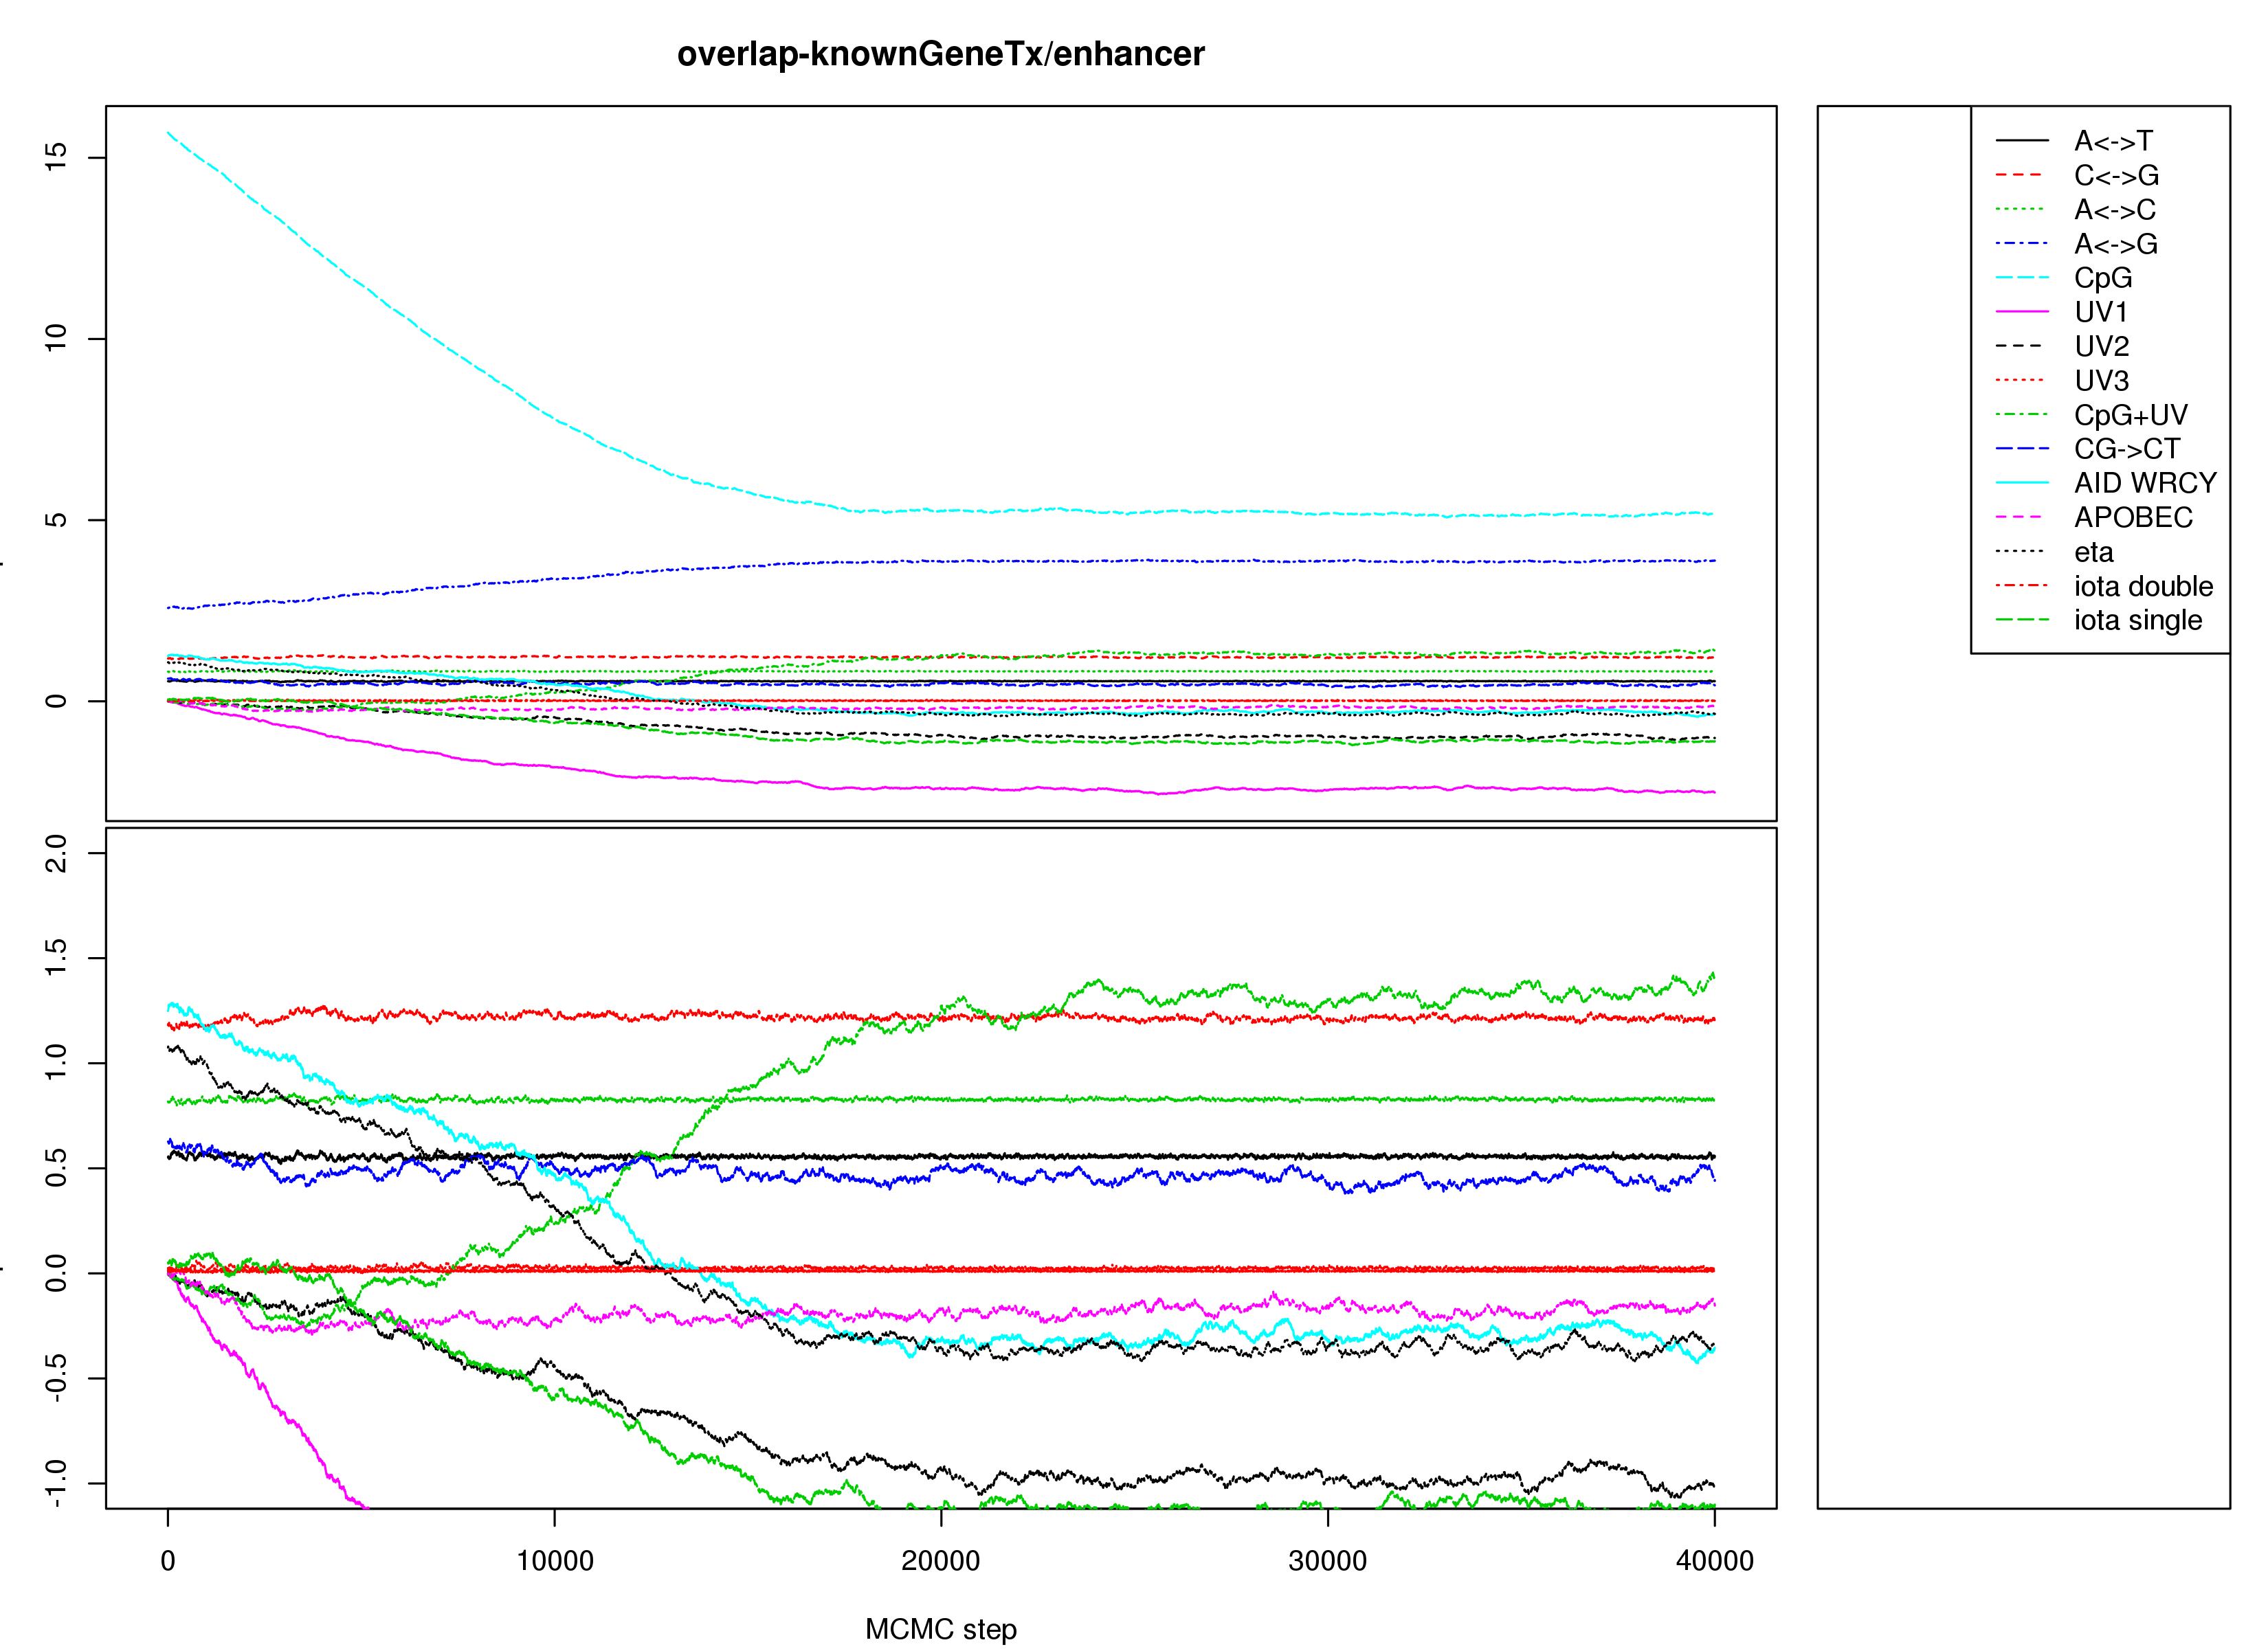 overlap-knownGeneTx/enhancer
15
10
5
0
2.0
1.5
1.0
0.5
0.0
-0.5
-1.0
0 10000 20000 30000 40000
MCMC step
A<->T
C<->G
A<->C
A<->G
CpG
UV1
UV2
UV3
CpG+UV
CG->CT
AID WRCY
APOBEC
eta
iota double
iota single